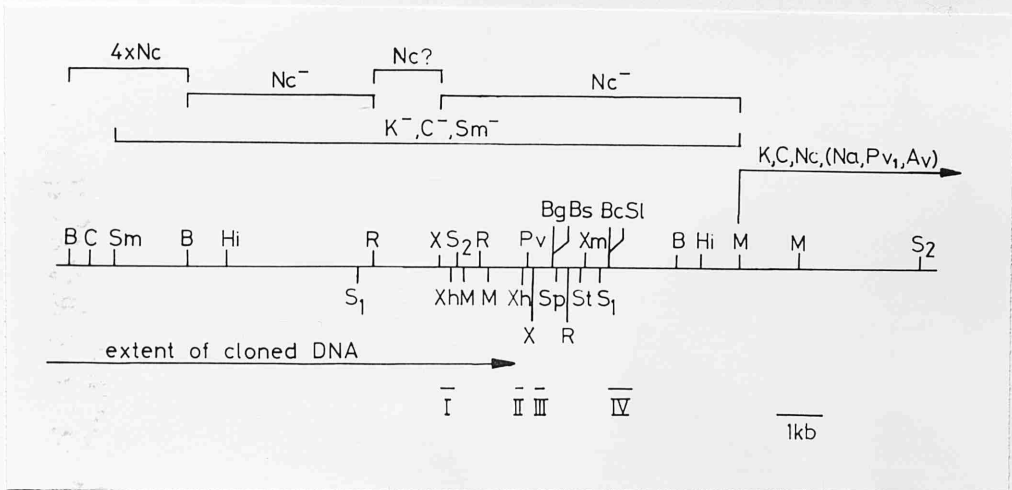 4xNc
Nc?
Nc⁻ Nc⁻
K⁻,C⁻,Sm⁻
K,C,Nc,(Na,Pv₁,Av)
Bg Bs Bc Sl
B C Sm B Hi R X S₂ R Pv Xm B Hi M M S₂
S₁ Xh M M Xh Sp St S₁
X R
extent of cloned DNA
I II III IV
1kb